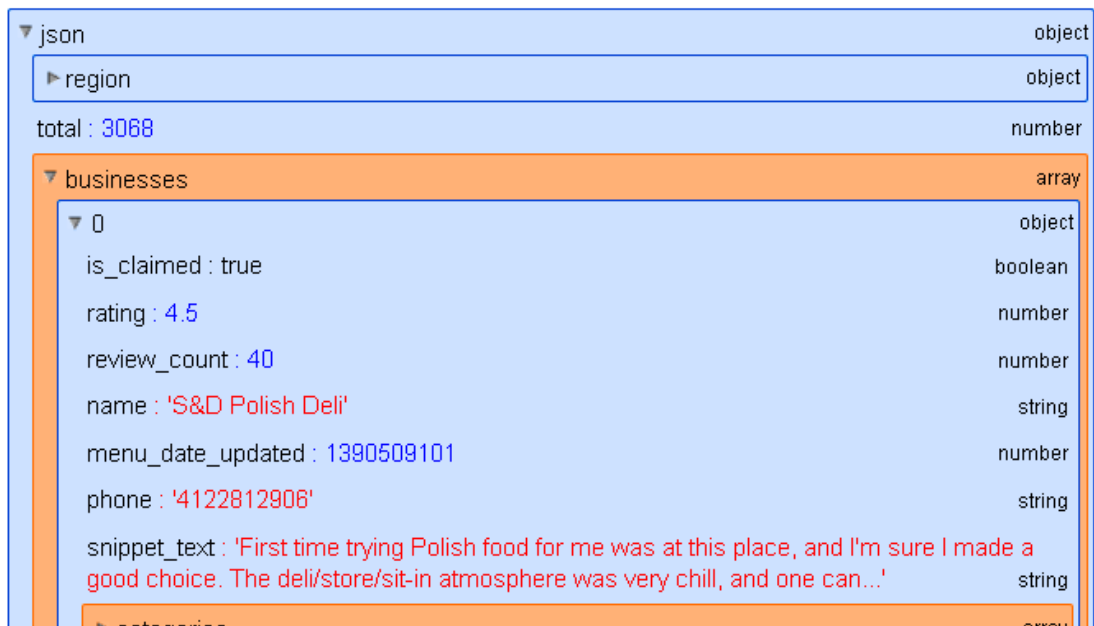 json object
region object
total : 3068 number
businesses array
0 object
is_claimed : true boolean
rating : 4.5 number
review_count : 40 number
name : 'S&D Polish Deli' string
menu_date_updated : 1390509101 number
phone : '4122812906' string
snippet_text : 'First time trying Polish food for me was at this place, and I'm sure I made a
good choice. The deli/store/sit-in atmosphere was very chill, and one can...' string
categories array